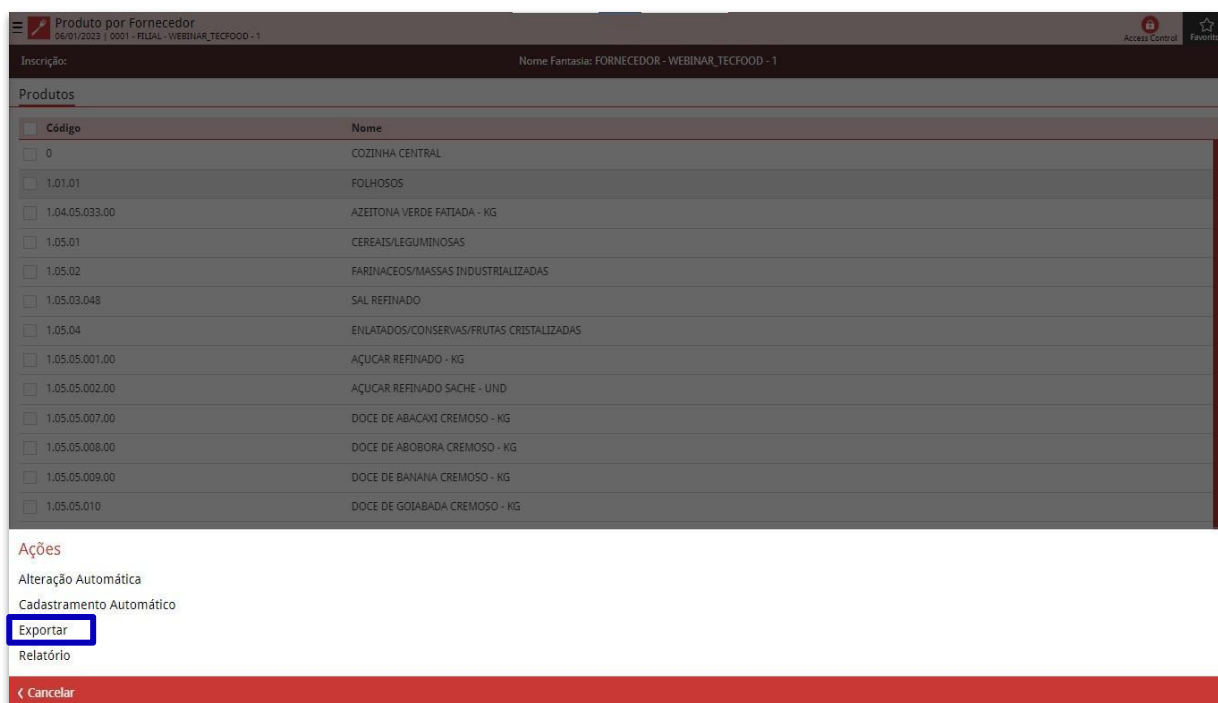 Produto por Fornecedor
06/01/2023 | 0001 - FILIAL - WEBINAR_TECFOOD - 1
Access Control
Favorita
Inscrição:
Nome Fantasia: FORNECEDOR - WEBINAR_TECFOOD - 1
Produtos
Código Nome
0 COZINHA CENTRAL
1.01.01 FOLHOSOS
1.04.05.033.00 AZEITONA VERDE FATIADA - KG
1.05.01 CEREAIS/LEGUMINOSAS
1.05.02 FARINACEOS/MASSAS INDUSTRIALIZADAS
1.05.03.048 SAL REFINADO
1.05.04 ENLATADOS/CONSERVAS/FRUTAS CRISTALIZADAS
1.05.05.001.00 AÇUCAR REFINADO - KG
1.05.05.002.00 AÇUCAR REFINADO SACHE - UND
1.05.05.007.00 DOCE DE ABACAXI CREMOSO - KG
1.05.05.008.00 DOCE DE ABOBORA CREMOSO - KG
1.05.05.009.00 DOCE DE BANANA CREMOSO - KG
1.05.05.010 DOCE DE GOIABADA CREMOSO - KG
Ações
Alteração Automática
Cadastramento Automático
Exportar
Relatório
Cancelar